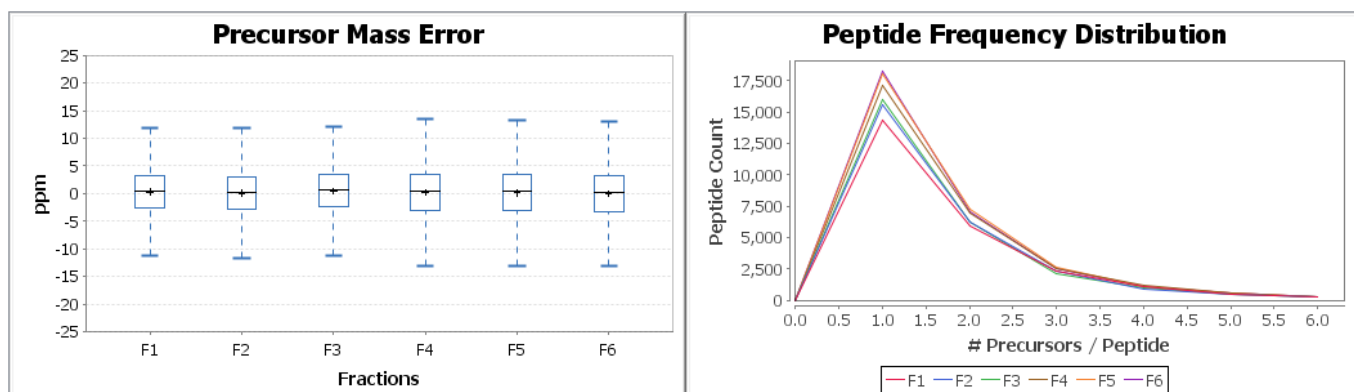 Precursor Mass Error
25
20
15
10
5
0
-5
-10
-15
-20
-25
ppm
F1 F2 F3 F4 F5 F6
Fractions
Peptide Frequency Distribution
17,500
15,000
12,500
10,000
7,500
5,000
2,500
0
Peptide Count
0.0 0.5 1.0 1.5 2.0 2.5 3.0 3.5 4.0 4.5 5.0 5.5 6.0
# Precursors / Peptide
F1 F2 F3 F4 F5 F6